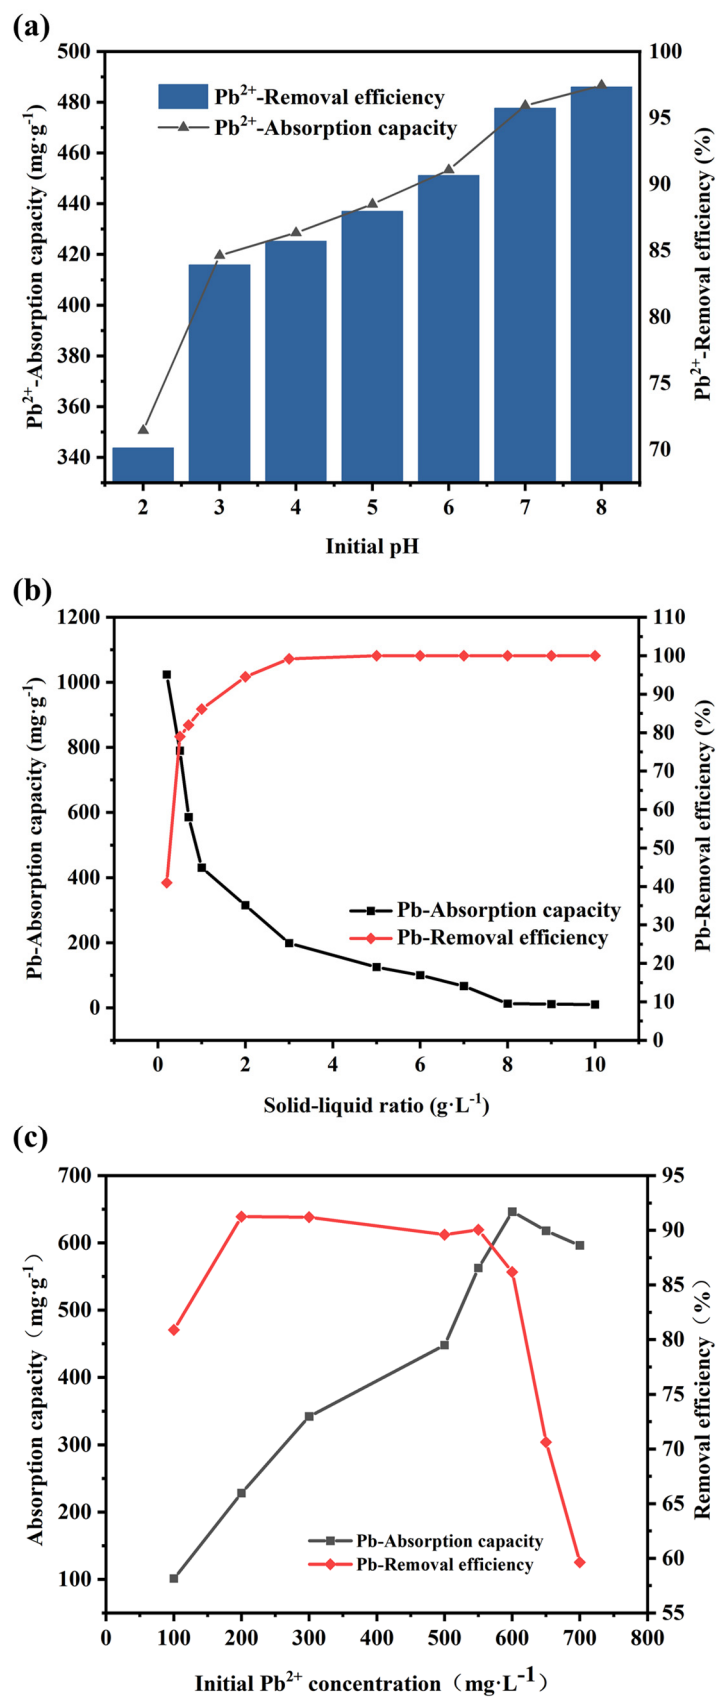 (a)
500
480
460
440
420
400
380
360
340
Pb2+-Absorption capacity (mg·g-1)
Pb2+-Removal efficiency
Pb2+-Absorption capacity
100
95
90
85
80
75
70
Pb2+-Removal efficiency (%)
2 3 4 5 6 7 8
Initial pH
(b)
1200
1000
800
600
400
200
0
Pb-Absorption capacity (mg·g-1)
Pb-Absorption capacity
Pb-Removal efficiency
110
100
90
80
70
60
50
40
30
20
10
0
Pb-Removal efficiency (%)
0 2 4 6 8 10
Solid-liquid ratio (g·L-1)
(c)
700
600
500
400
300
200
100
Absorption capacity（mg·g-1）
Pb-Absorption capacity
Pb-Removal efficiency
95
90
85
80
75
70
65
60
55
Removal efficiency（%）
0 100 200 300 400 500 600 700 800
Initial Pb2+ concentration（mg·L-1）